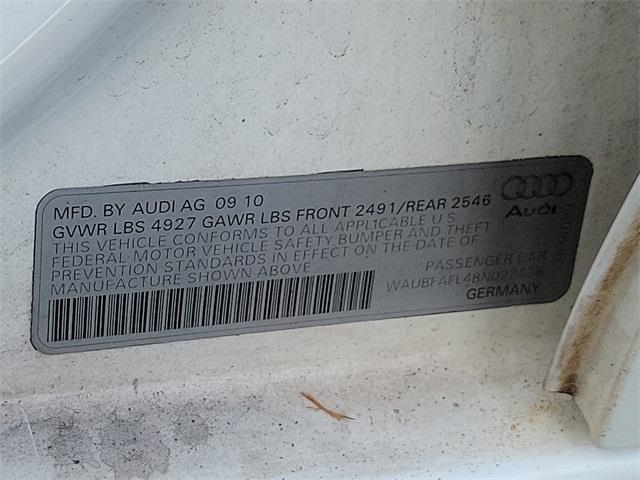 MFD. BY AUDI AG 09 10
GVWR LBS 4927 GAWR LBS FRONT 2491/REAR 2546
THIS VEHICLE CONFORMS TO ALL APPLICABLE U S
FEDERAL MOTOR VEHICLE SAFETY, BUMPER AND THEFT
PREVENTION STANDARDS IN EFFECT ON THE DATE OF
MANUFACTURE SHOWN ABOVE
Audi
PASSENGER CAR
GERMANY